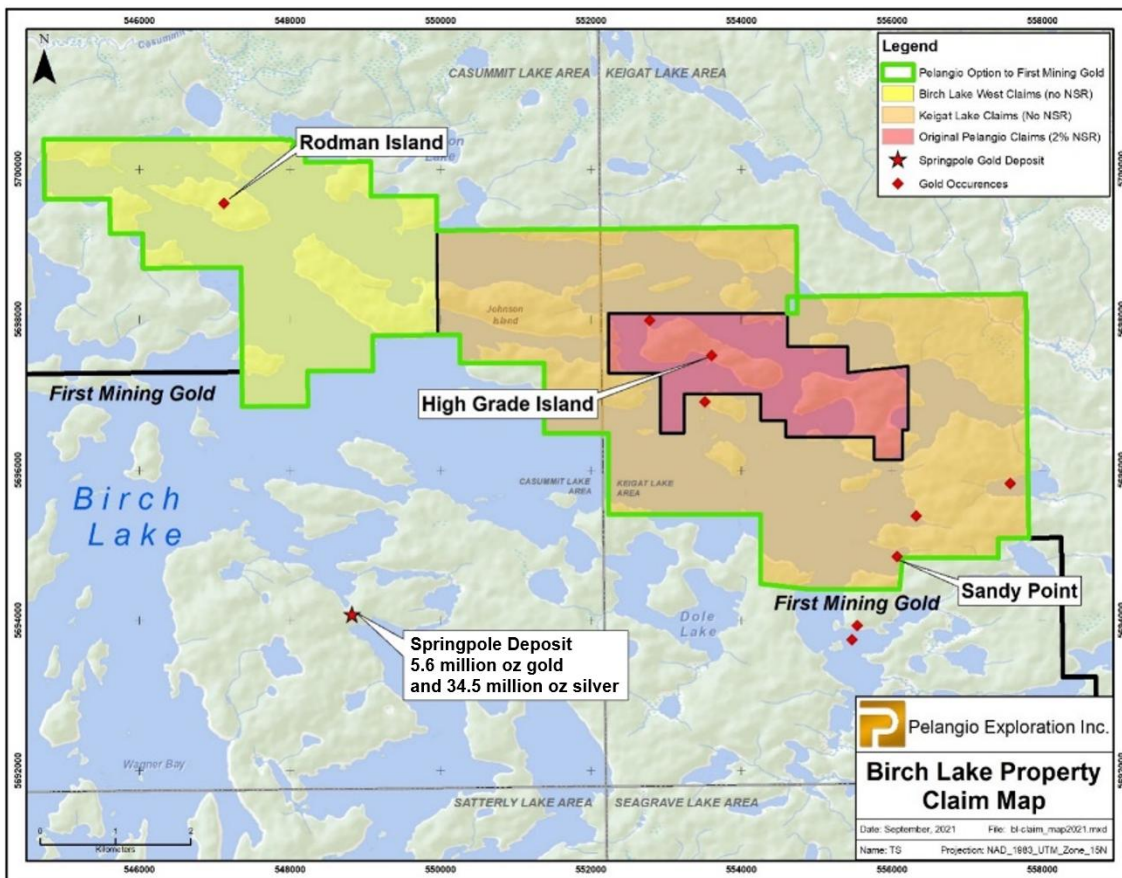 546000
548000
550000
552000
554000
556000
558000
N
CASUMMIT LAKE AREA
KEIGAT LAKE AREA
Legend
Pelangio Option to First Mining Gold
Birch Lake West Claims (no NSR)
Keigat Lake Claims (No NSR)
Original Pelangio Claims (2% NSR)
Springpole Gold Deposit
Gold Occurences
5700000
5700000
Rodman Island
Lake
5698000
5698000
Johnson
Island
First Mining Gold
High Grade Island
5696000
5696000
CASUMMIT LAKE
AREA
KEIGAT LAKE
AREA
Birch
Lake
Sandy Point
First Mining Gold
5694000
5694000
Dole
Lake
Springpole Deposit
5.6 million oz gold
and 34.5 million oz silver
Pelangio Exploration Inc.
Birch Lake Property
Claim Map
Date: September, 2021
File: bl-claim_map2021.mxd
Name: TS
Projection: NAD_1983_UTM_Zone_15N
5692000
5692000
Wagner Bay
SATTERLY LAKE AREA
SEAGRAVE LAKE AREA
0
1
2
Kilometers
546000
548000
550000
552000
554000
556000
558000